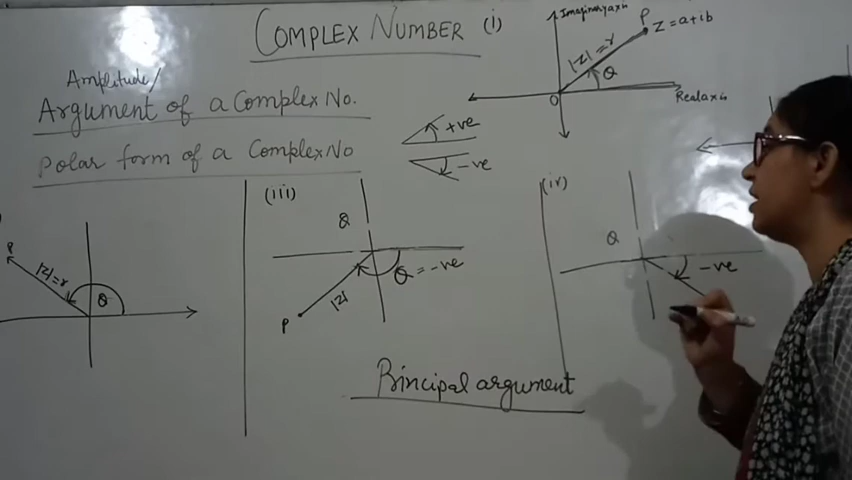 COMPLEX NUMBER (i)
Amplitude/
Argument of a Complex No.
Polar form of a Complex No
+ve
-ve
Imaginary axis
P
z = a+ib
|z|=r
θ
O
Real axis
P
|z|=r
θ
(iii)
θ
θ = -ve
|z|
P
(iv)
θ
-ve
Principal argument